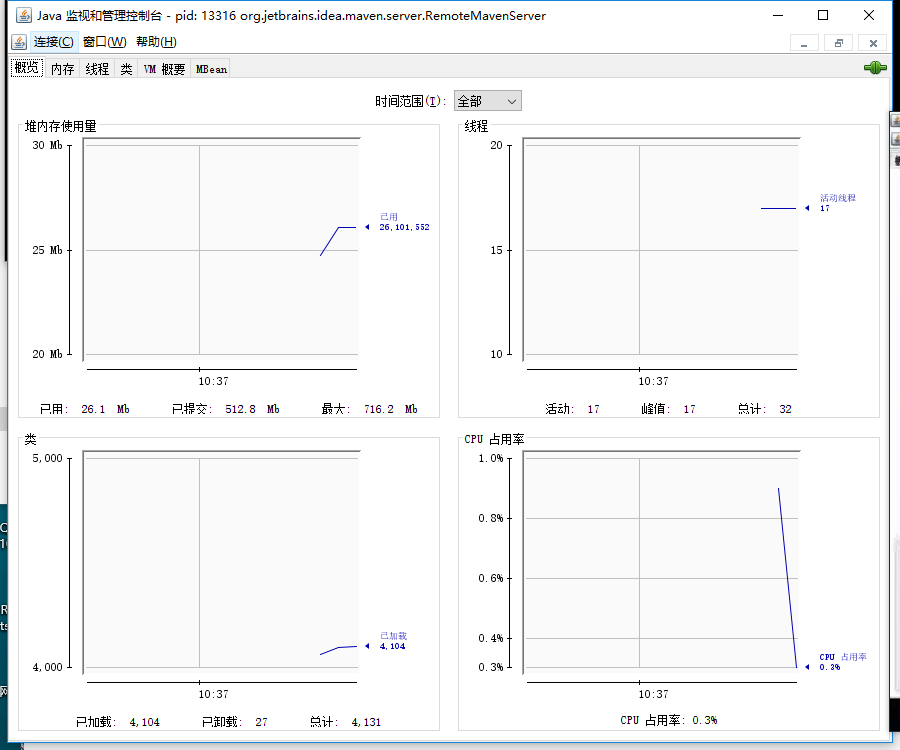 Java 监视和管理控制台 - pid: 13316 org.jetbrains.idea.maven.server.RemoteMavenServer
连接(C) 窗口(W) 帮助(H)
概览 内存 线程 类 VM 概要 MBean
时间范围(T): 全部
堆内存使用量
30 Mb
25 Mb
20 Mb
已用
26,101,552
10:37
已用: 26.1 Mb 已提交: 512.8 Mb 最大: 716.2 Mb
线程
20
15
10
活动线程
17
10:37
活动: 17 峰值: 17 总计: 32
类
5,000
4,000
已加载
4,104
10:37
已加载: 4,104 已卸载: 27 总计: 4,131
CPU 占用率
1.0%
0.8%
0.6%
0.4%
0.3%
CPU 占用率
0.3%
10:37
CPU 占用率: 0.3%